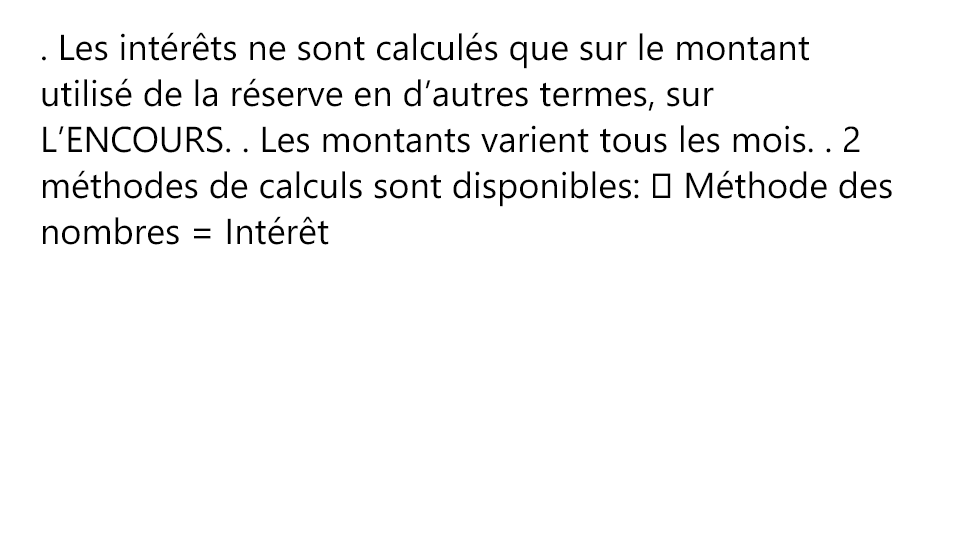 . Les intérêts ne sont calculés que sur le montant
utilisé de la réserve en d’autres termes, sur
L’ENCOURS. . Les montants varient tous les mois. . 2
méthodes de calculs sont disponibles: 􀂾 Méthode des
nombres = Intérêt